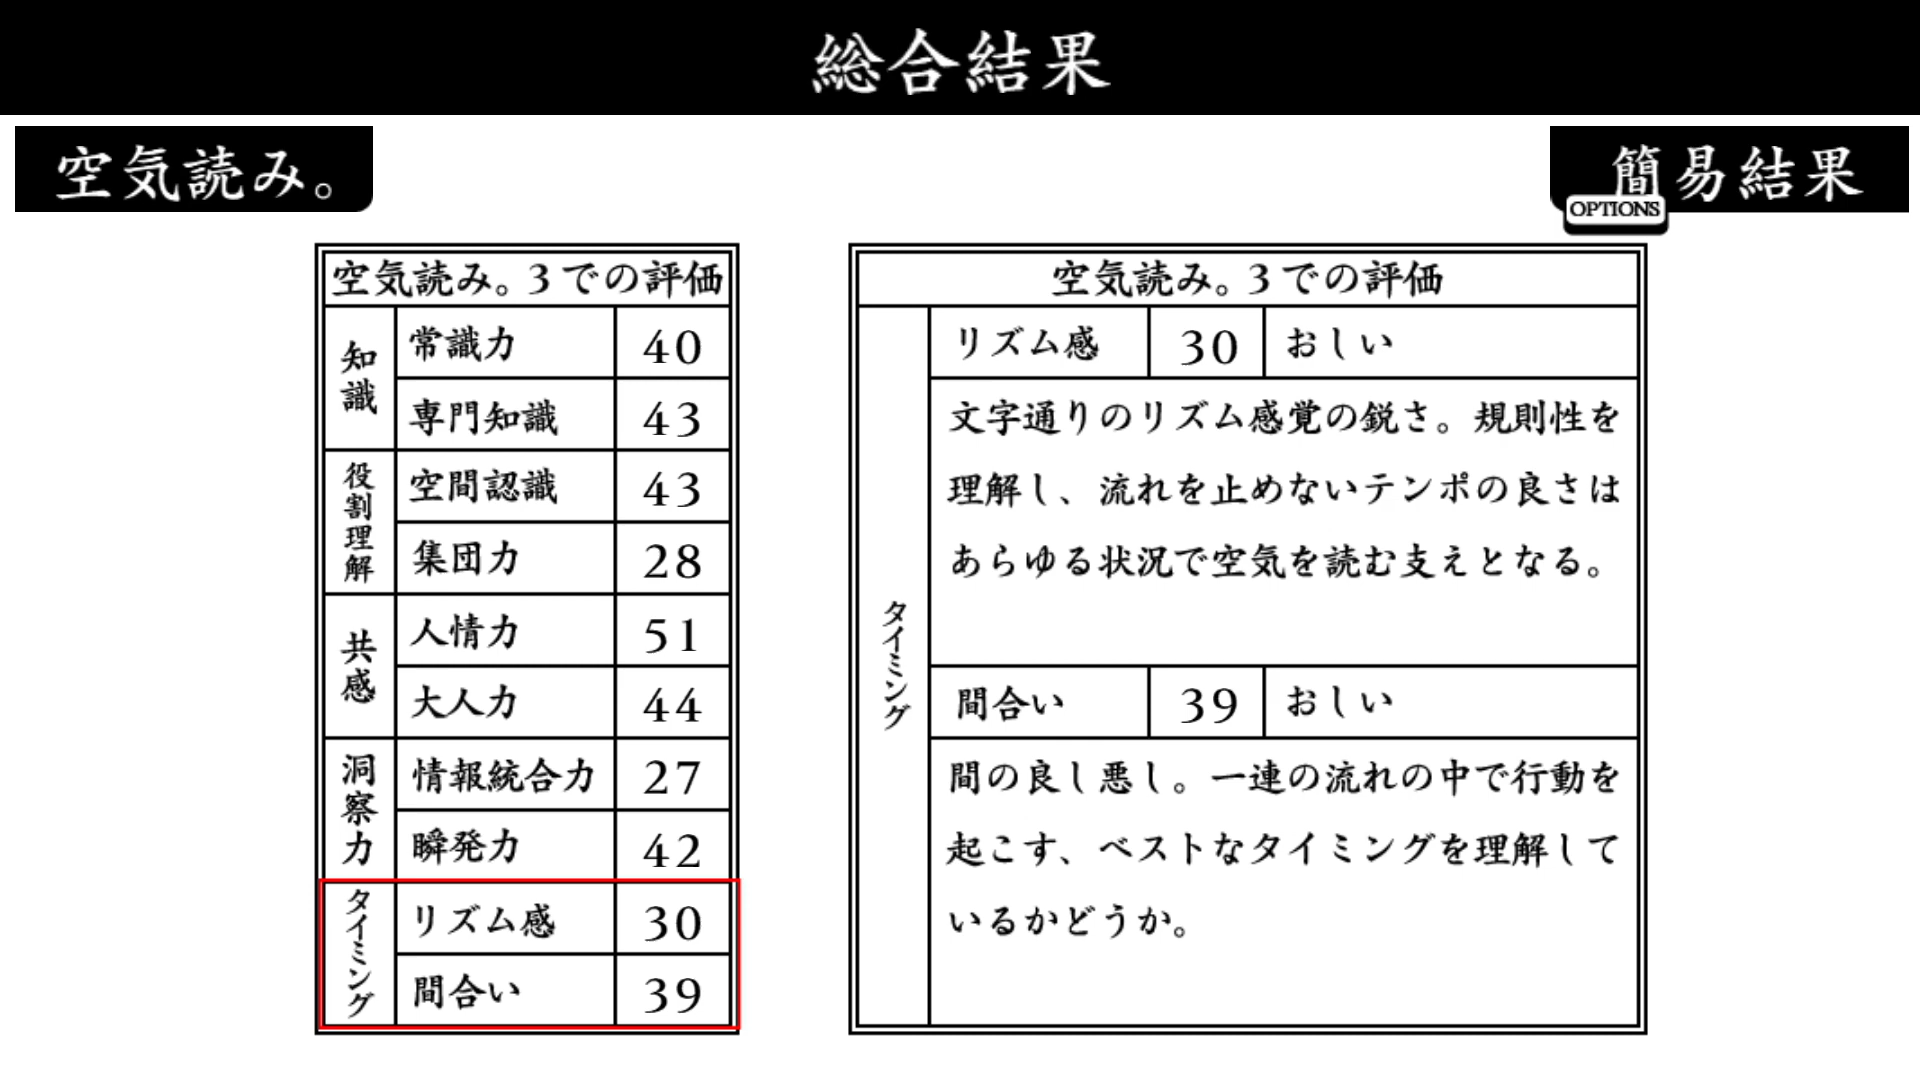 総合結果
空気読み。
簡易結果
OPTIONS
空気読み。3での評価
知識
常識力 40
専門知識 43
役割理解
空間認識 43
集団力 28
共感
人情力 51
大人力 44
洞察力
情報統合力 27
瞬発力 42
タイミング
リズム感 30
間合い 39
空気読み。3での評価
タイミング
リズム感 30 おしい
文字通りのリズム感覚の鋭さ。規則性を
理解し、流れを止めないテンポの良さは
あらゆる状況で空気を読む支えとなる。
間合い 39 おしい
間の良し悪し。一連の流れの中で行動を
起こす、ベストなタイミングを理解して
いるかどうか。